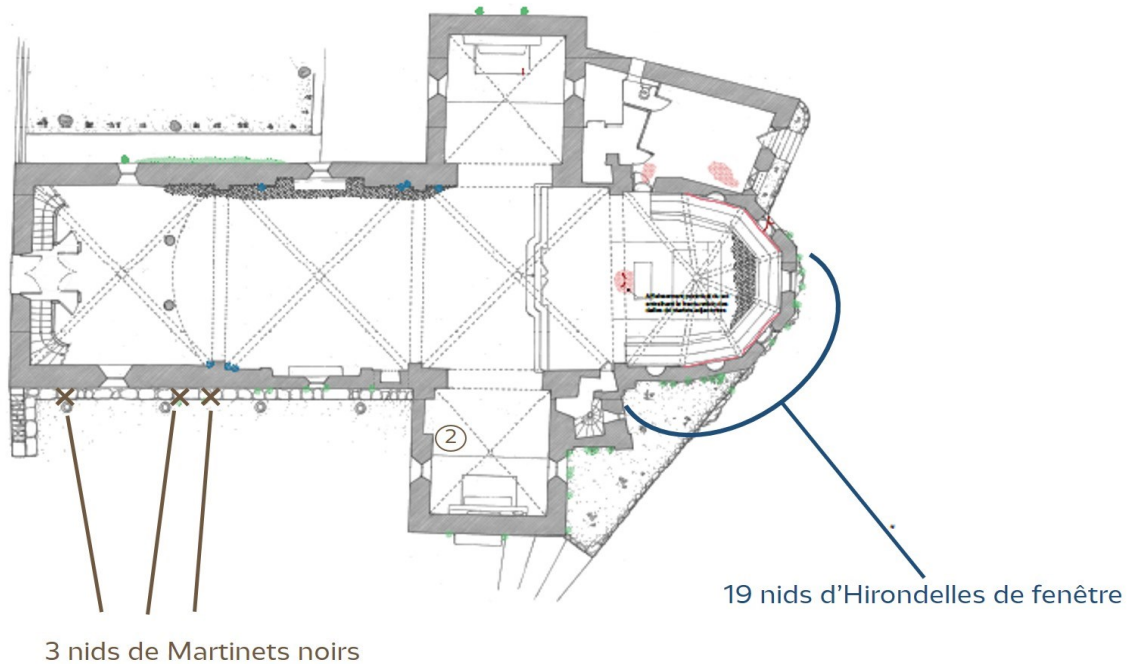 2
19 nids d’Hirondelles de fenêtre
3 nids de Martinets noirs